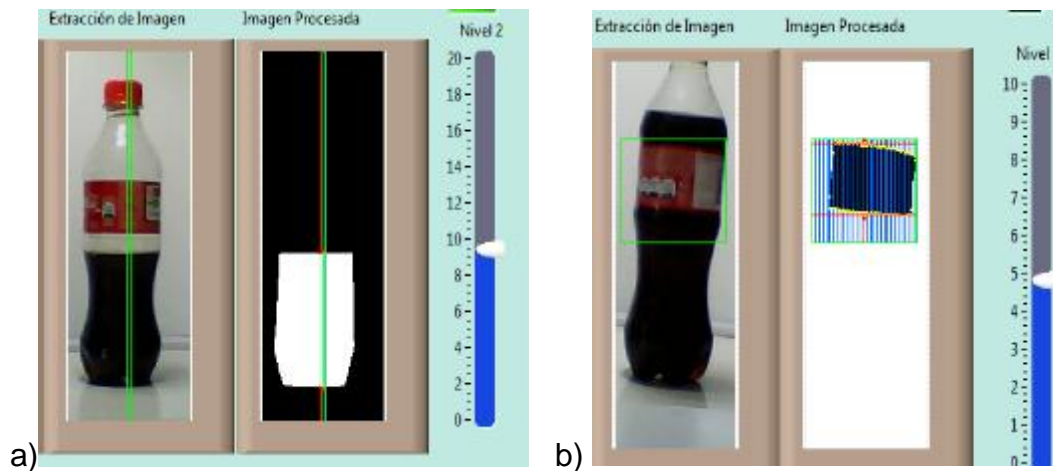 Extracción de Imagen
Imagen Procesada
Nivel 2
20
18
16
14
12
10
8
6
4
2
0
a)
Extracción de Imagen
Imagen Procesada
Nivel
10
9
8
7
6
5
4
3
2
1
0
b)